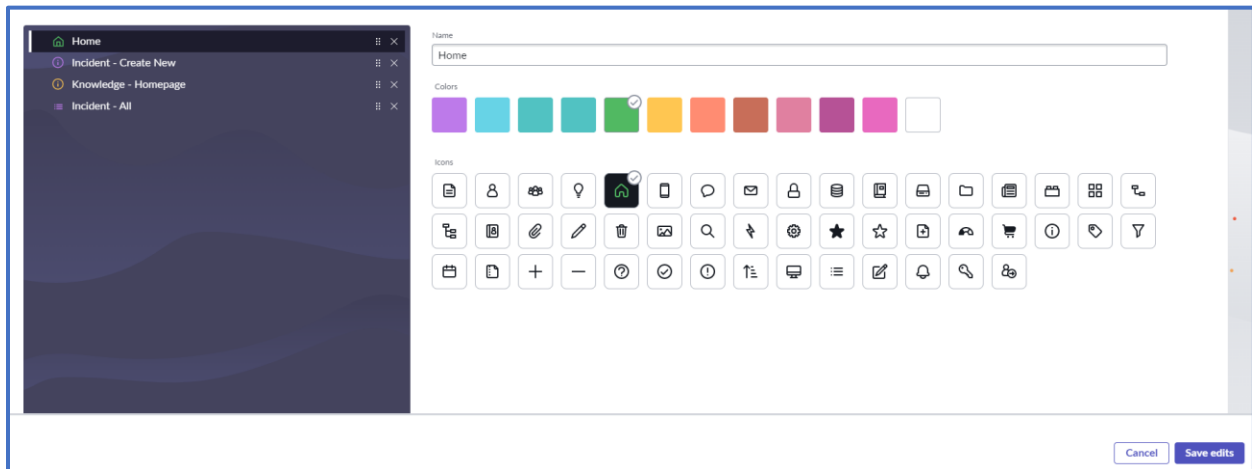 Home
Incident - Create New
Knowledge - Homepage
Incident - All
Name
Home
Colors
Icons
Cancel Save edits